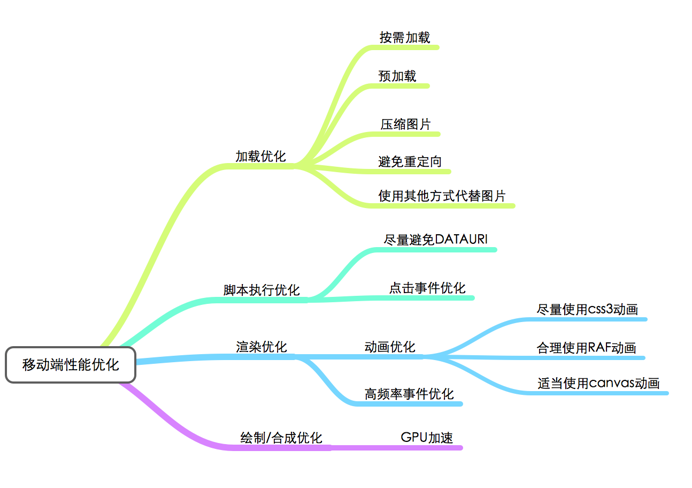 移动端性能优化
加载优化
按需加载
预加载
压缩图片
避免重定向
使用其他方式代替图片
脚本执行优化
尽量避免DATAURI
点击事件优化
渲染优化
动画优化
尽量使用css3动画
合理使用RAF动画
适当使用canvas动画
高频率事件优化
绘制/合成优化
GPU加速